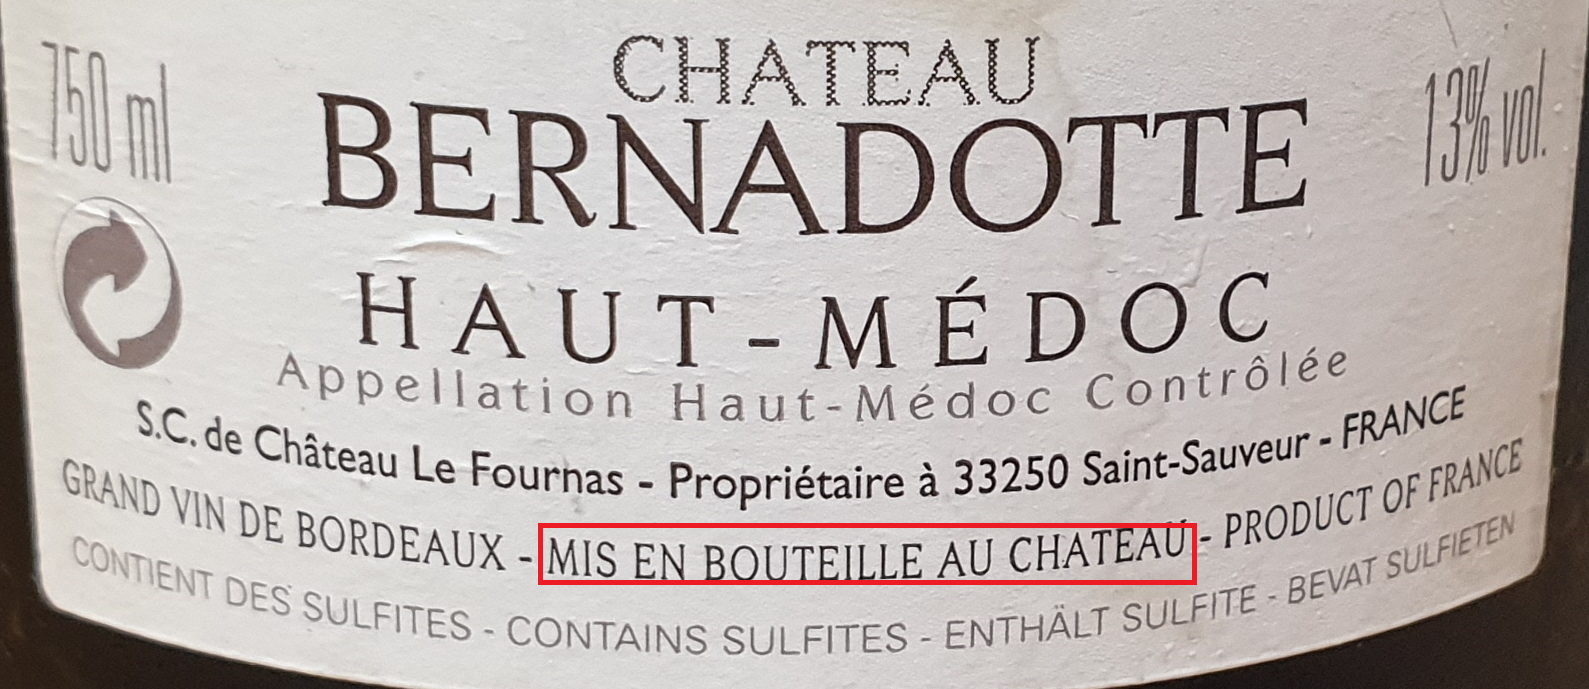 CHATEAU
750 ml
13% vol.
BERNADOTTE
HAUT-MÉDOC
Appellation Haut-Médoc Contrôlée
S.C. de Château Le Fournas - Propriétaire à 33250 Saint-Sauveur - FRANCE
GRAND VIN DE BORDEAUX - MIS EN BOUTEILLE AU CHATEAU - PRODUCT OF FRANCE
CONTIENT DES SULFITES - CONTAINS SULFITES - ENTHÄLT SULFITE - BEVAT SULFIETEN